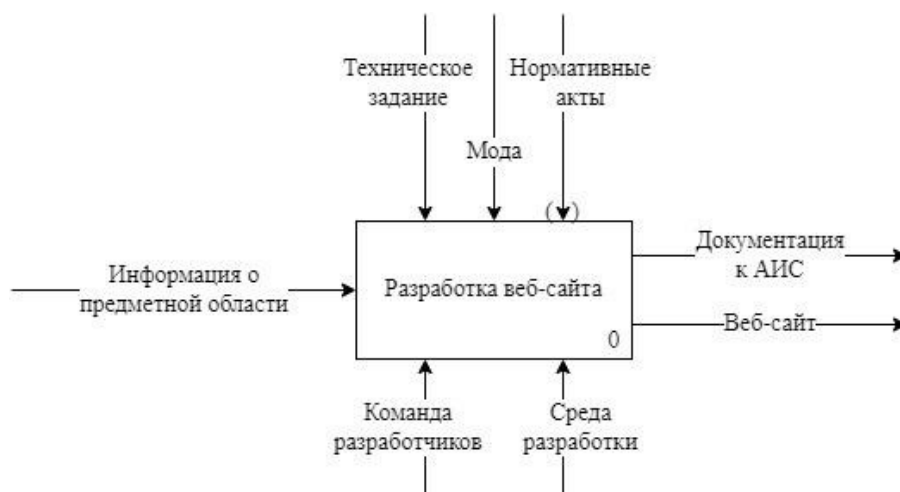 Техническое
задание
Нормативные
акты
Мода
( )
Информация о
предметной области
Разработка веб-сайта
0
Документация
к АИС
Веб-сайт
Команда
разработчиков
Среда
разработки